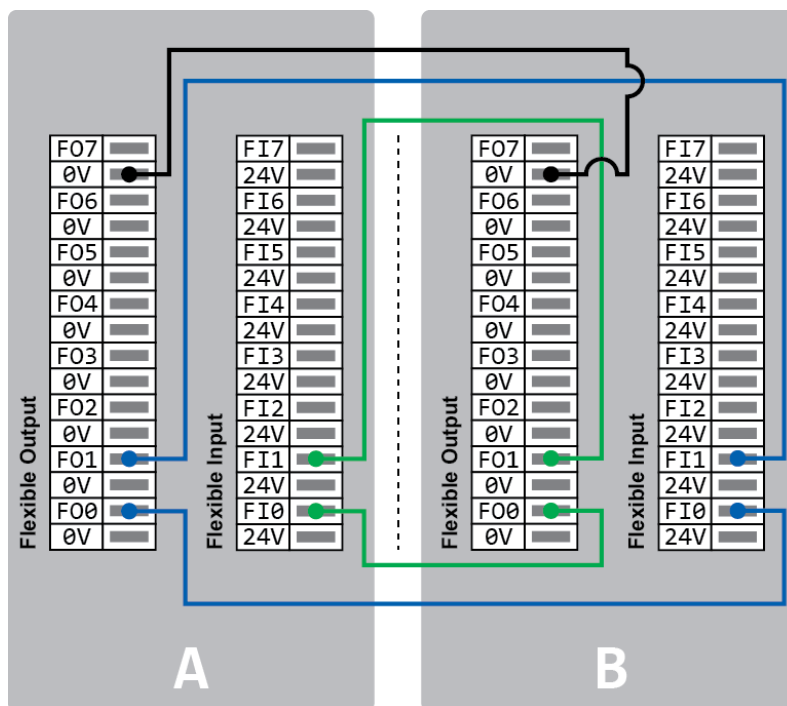 Flexible Output
FO7
0V
FO6
0V
FO5
0V
FO4
0V
FO3
0V
FO2
0V
FO1
0V
FO0
0V
Flexible Input
FI7
24V
FI6
24V
FI5
24V
FI4
24V
FI3
24V
FI2
24V
FI1
24V
FI0
24V
A
Flexible Output
FO7
0V
FO6
0V
FO5
0V
FO4
0V
FO3
0V
FO2
0V
FO1
0V
FO0
0V
Flexible Input
FI7
24V
FI6
24V
FI5
24V
FI4
24V
FI3
24V
FI2
24V
FI1
24V
FI0
24V
B